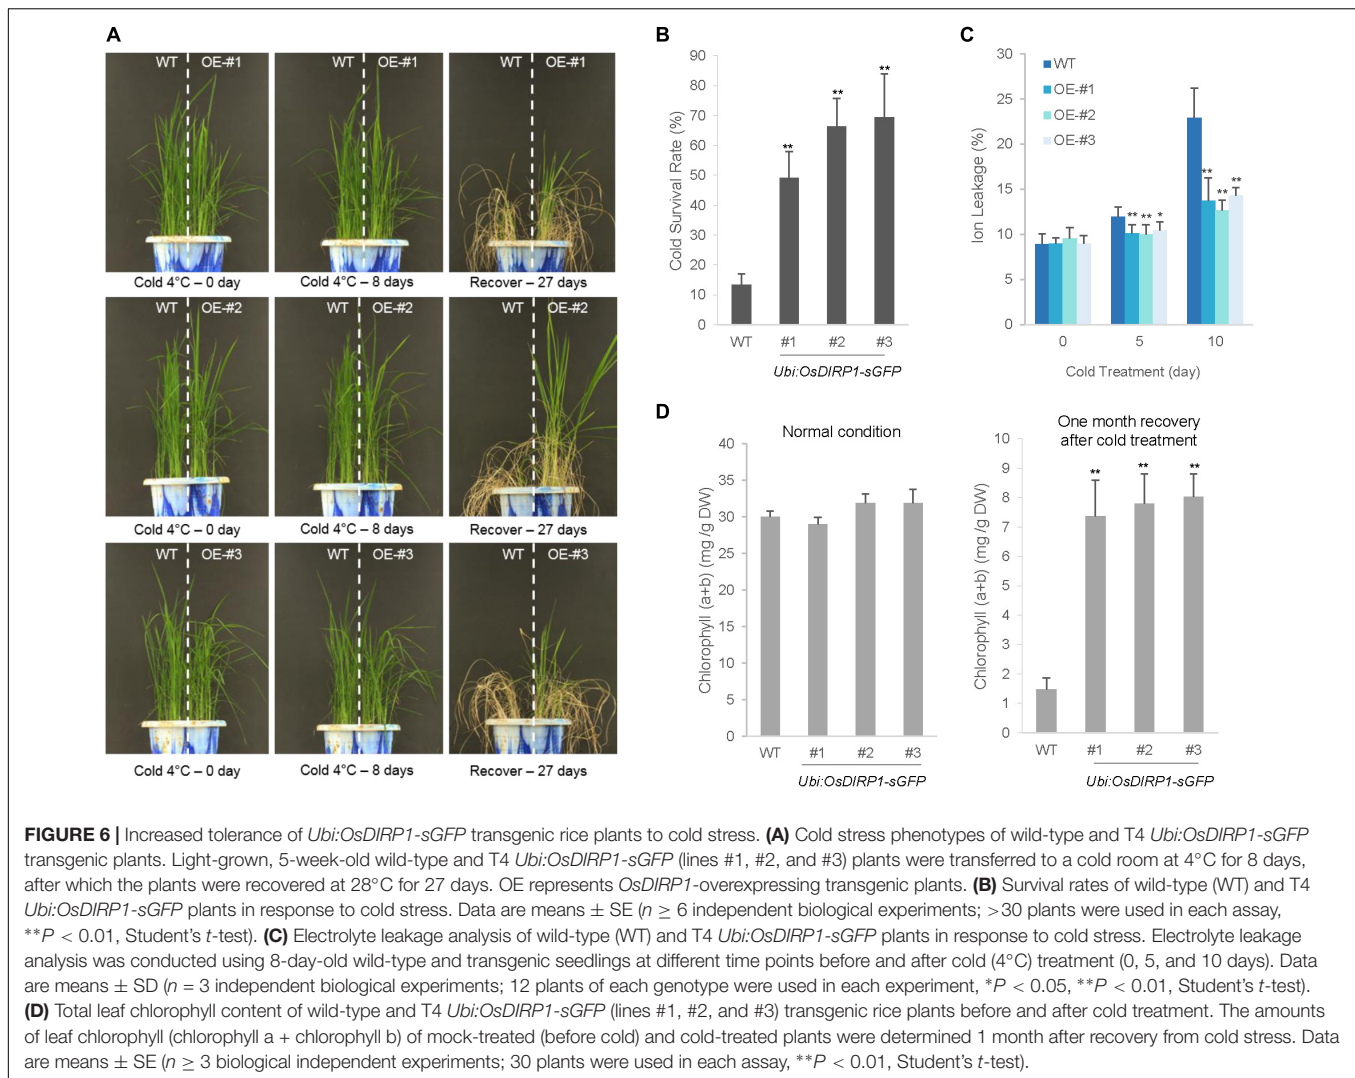 A
WT OE-#1
WT OE-#1
WT OE-#1
Cold 4°C – 0 day
Cold 4°C – 8 days
Recover – 27 days
WT OE-#2
WT OE-#2
WT OE-#2
Cold 4°C – 0 day
Cold 4°C – 8 days
Recover – 27 days
WT OE-#3
WT OE-#3
WT OE-#3
Cold 4°C – 0 day
Cold 4°C – 8 days
Recover – 27 days
B
Cold Survival Rate (%)
90
80
70
60
50
40
30
20
10
0
** ** **
WT #1 #2 #3
Ubi:OsDIRP1-sGFP
C
Ion Leakage (%)
30
25
20
15
10
5
0
WT
OE-#1
OE-#2
OE-#3
** ** *
** ** **
0 5 10
Cold Treatment (day)
D
Normal condition
Chlorophyll (a+b) (mg /g DW)
40
35
30
25
20
15
10
5
0
WT #1 #2 #3
Ubi:OsDIRP1-sGFP
One month recovery
after cold treatment
Chlorophyll (a+b) (mg /g DW)
10
9
8
7
6
5
4
3
2
1
0
** ** **
WT #1 #2 #3
Ubi:OsDIRP1-sGFP
FIGURE 6 | Increased tolerance of Ubi:OsDIRP1-sGFP transgenic rice plants to cold stress. (A) Cold stress phenotypes of wild-type and T4 Ubi:OsDIRP1-sGFP
transgenic plants. Light-grown, 5-week-old wild-type and T4 Ubi:OsDIRP1-sGFP (lines #1, #2, and #3) plants were transferred to a cold room at 4°C for 8 days,
after which the plants were recovered at 28°C for 27 days. OE represents OsDIRP1-overexpressing transgenic plants. (B) Survival rates of wild-type (WT) and T4
Ubi:OsDIRP1-sGFP plants in response to cold stress. Data are means ± SE (n ≥ 6 independent biological experiments; >30 plants were used in each assay,
**P < 0.01, Student's t-test). (C) Electrolyte leakage analysis of wild-type (WT) and T4 Ubi:OsDIRP1-sGFP plants in response to cold stress. Electrolyte leakage
analysis was conducted using 8-day-old wild-type and transgenic seedlings at different time points before and after cold (4°C) treatment (0, 5, and 10 days). Data
are means ± SD (n = 3 independent biological experiments; 12 plants of each genotype were used in each experiment, *P < 0.05, **P < 0.01, Student's t-test).
(D) Total leaf chlorophyll content of wild-type and T4 Ubi:OsDIRP1-sGFP (lines #1, #2, and #3) transgenic rice plants before and after cold treatment. The amounts
of leaf chlorophyll (chlorophyll a + chlorophyll b) of mock-treated (before cold) and cold-treated plants were determined 1 month after recovery from cold stress. Data
are means ± SE (n ≥ 3 biological independent experiments; 30 plants were used in each assay, **P < 0.01, Student's t-test).